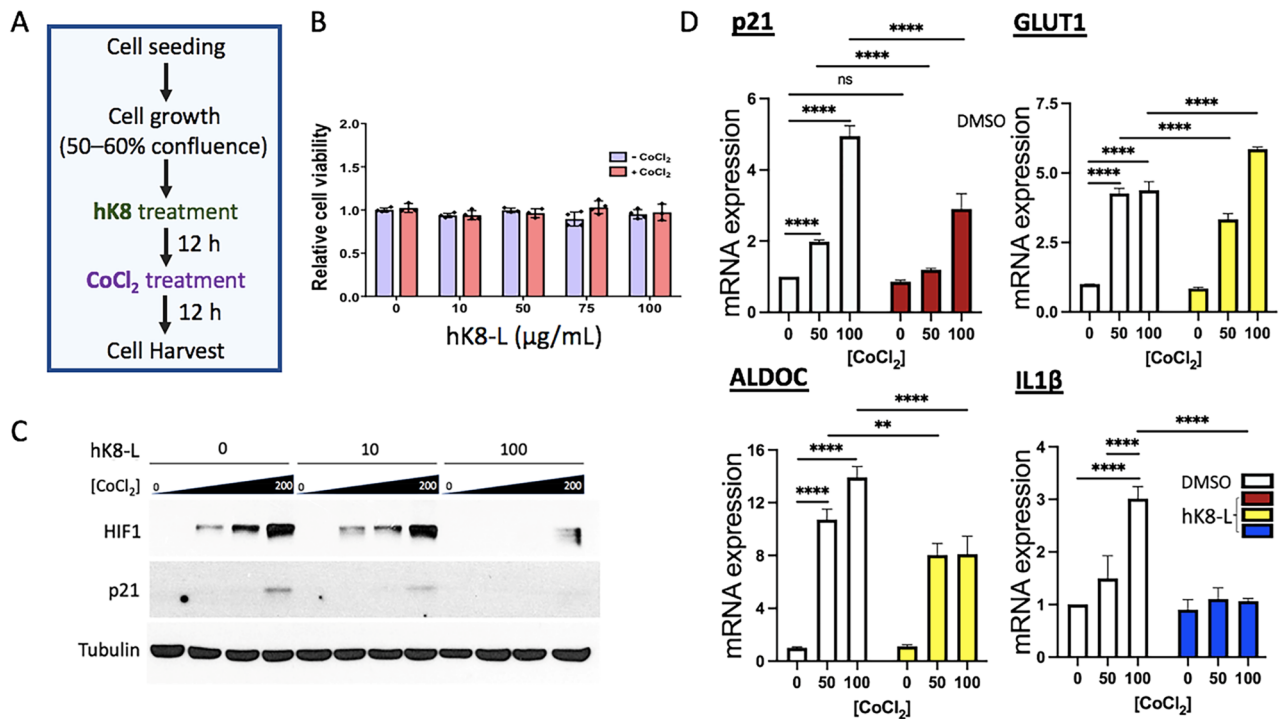 A
Cell seeding
Cell growth
(50–60% confluence)
hK8 treatment
12 h
CoCl₂ treatment
12 h
Cell Harvest
B
Relative cell viability
2.0
1.5
1.0
0.5
0.0
- CoCl₂
+ CoCl₂
0 10 50 75 100
hK8-L (µg/mL)
C
hK8-L 0 10 100
[CoCl₂] 0 200 0 200 0 200
HIF1
p21
Tubulin
D
p21
****
****
ns
****
****
mRNA expression
6
4
2
0
DMSO
0 50 100 0 50 100
[CoCl₂]
GLUT1
****
****
****
****
mRNA expression
7.5
5.0
2.5
0.0
0 50 100 0 50 100
[CoCl₂]
ALDOC
****
**
****
****
mRNA expression
16
12
8
4
0
0 50 100 0 50 100
[CoCl₂]
IL1β
****
****
****
mRNA expression
4
3
2
1
0
DMSO
hK8-L
0 50 100 0 50 100
[CoCl₂]